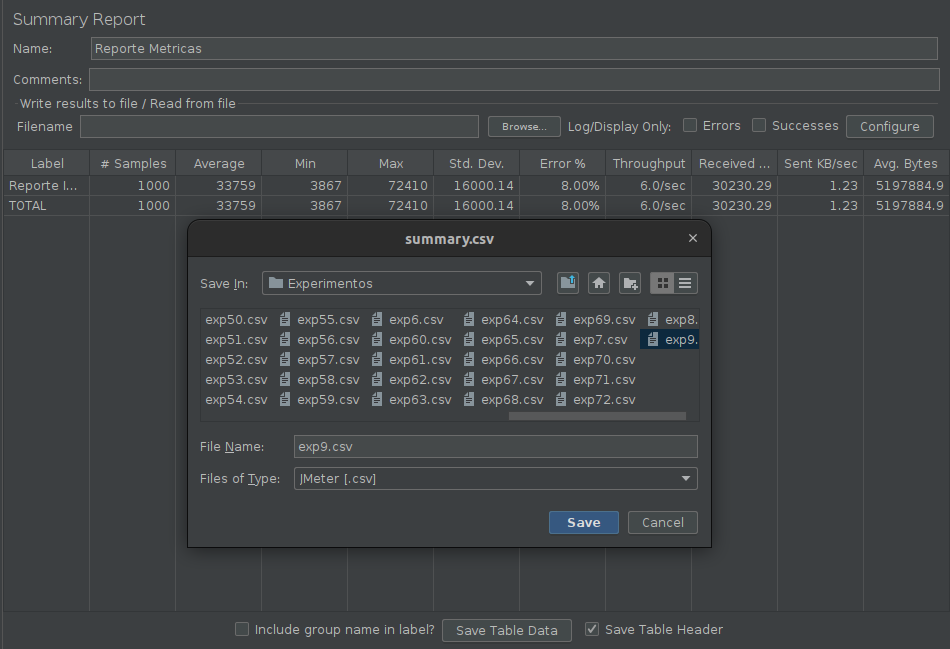 Summary Report
Name: Reporte Metricas
Comments:
Write results to file / Read from file
Filename Browse... Log/Display Only: Errors Successes Configure
Label # Samples Average Min Max Std. Dev. Error % Throughput Received ... Sent KB/sec Avg. Bytes
Reporte I... 1000 33759 3867 72410 16000.14 8.00% 6.0/sec 30230.29 1.23 5197884.9
TOTAL 1000 33759 3867 72410 16000.14 8.00% 6.0/sec 30230.29 1.23 5197884.9
summary.csv
Save In: Experimentos
exp50.csv exp55.csv exp6.csv exp64.csv exp69.csv exp8.
exp51.csv exp56.csv exp60.csv exp65.csv exp7.csv exp9.
exp52.csv exp57.csv exp61.csv exp66.csv exp70.csv
exp53.csv exp58.csv exp62.csv exp67.csv exp71.csv
exp54.csv exp59.csv exp63.csv exp68.csv exp72.csv
File Name: exp9.csv
Files of Type: JMeter [.csv]
Save Cancel
Include group name in label? Save Table Data Save Table Header